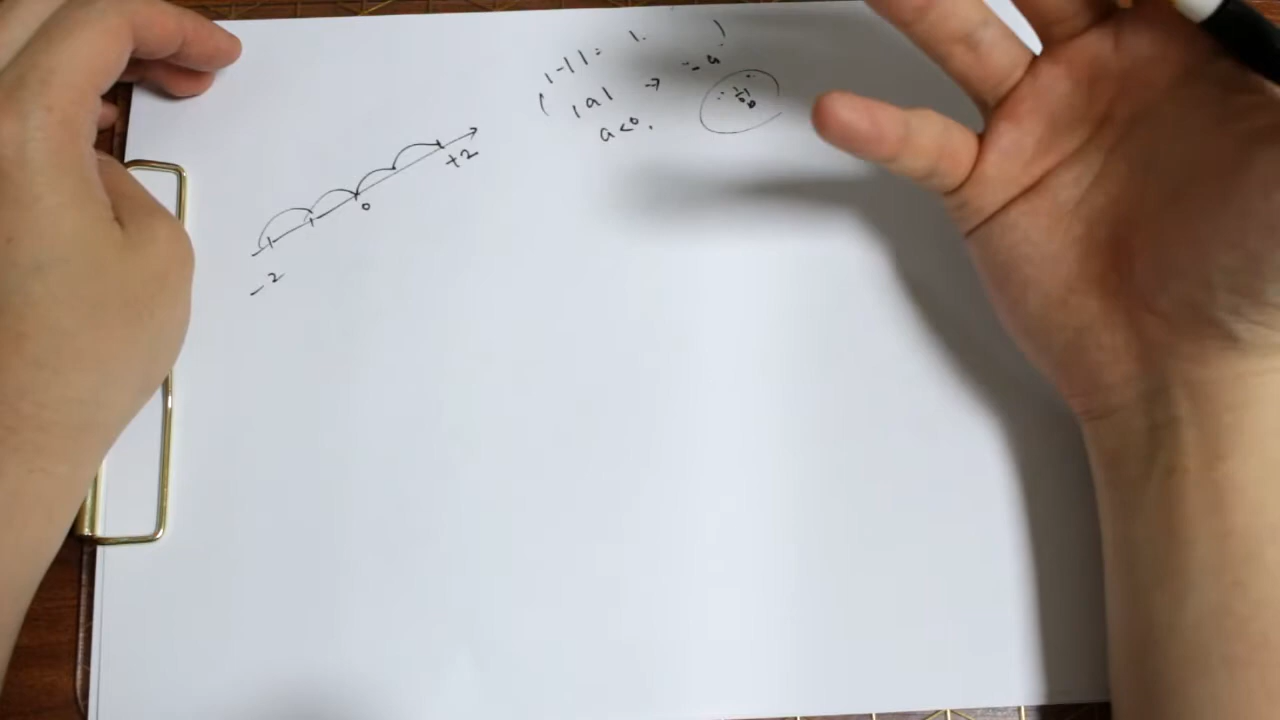 |-1| = 1.
( |a| → -a )
a<0.
-2
0
+2